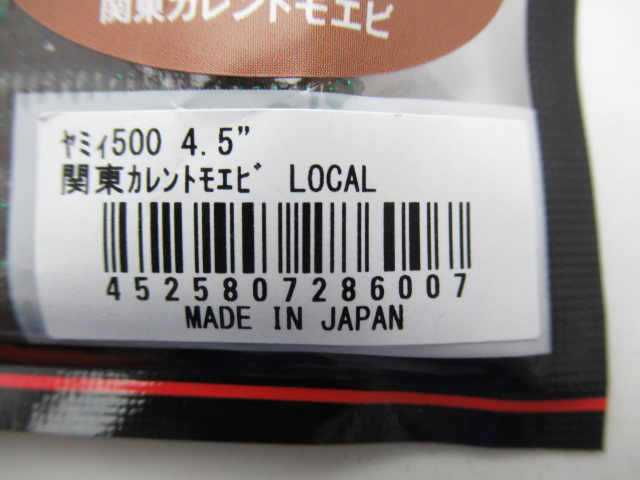 関東カレントモエビ
ﾔﾐｨ500 4.5”
関東ｶﾚﾝﾄﾓｴﾋﾞ LOCAL
4525807286007
MADE IN JAPAN